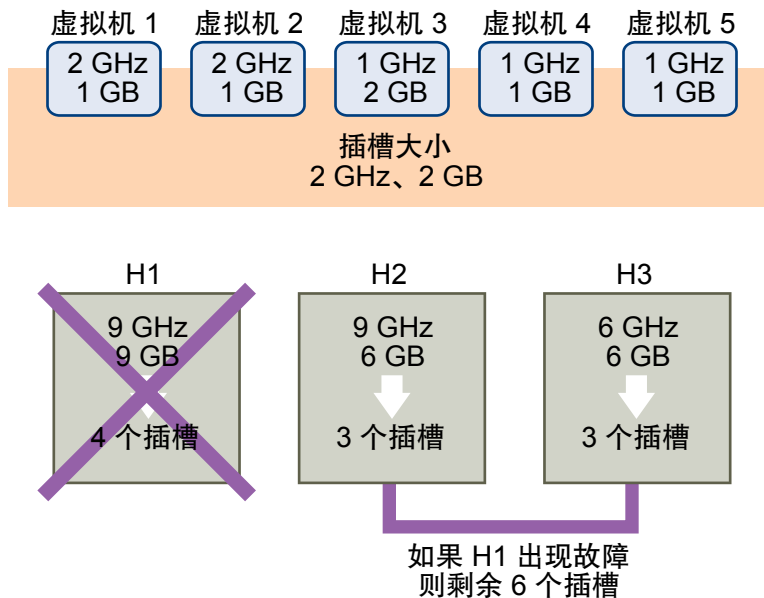 虚拟机 1 虚拟机 2 虚拟机 3 虚拟机 4 虚拟机 5
2 GHz 2 GHz 1 GHz 1 GHz 1 GHz
1 GB 1 GB 2 GB 1 GB 1 GB
插槽大小
2 GHz、2 GB
H1 H2 H3
9 GHz 9 GHz 6 GHz
9 GB 6 GB 6 GB
4 个插槽 3 个插槽 3 个插槽
如果 H1 出现故障
则剩余 6 个插槽